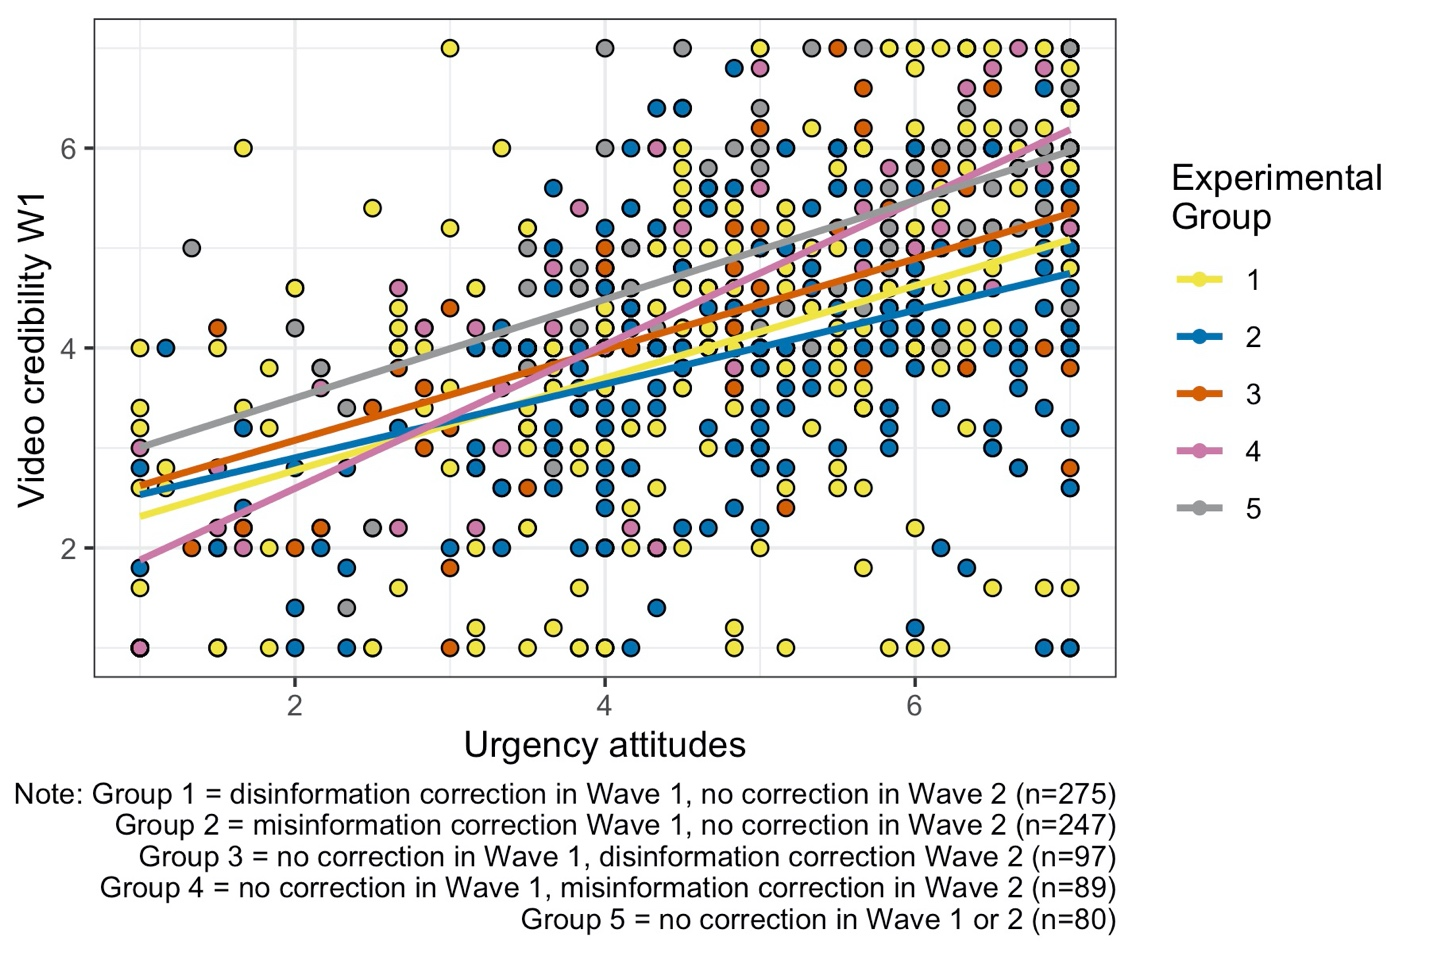 6
4
2
Video credibility W1
2
4
6
Urgency attitudes
Experimental
Group
1
2
3
4
5
Note: Group 1 = disinformation correction in Wave 1, no correction in Wave 2 (n=275)
Group 2 = misinformation correction Wave 1, no correction in Wave 2 (n=247)
Group 3 = no correction in Wave 1, disinformation correction Wave 2 (n=97)
Group 4 = no correction in Wave 1, misinformation correction in Wave 2 (n=89)
Group 5 = no correction in Wave 1 or 2 (n=80)